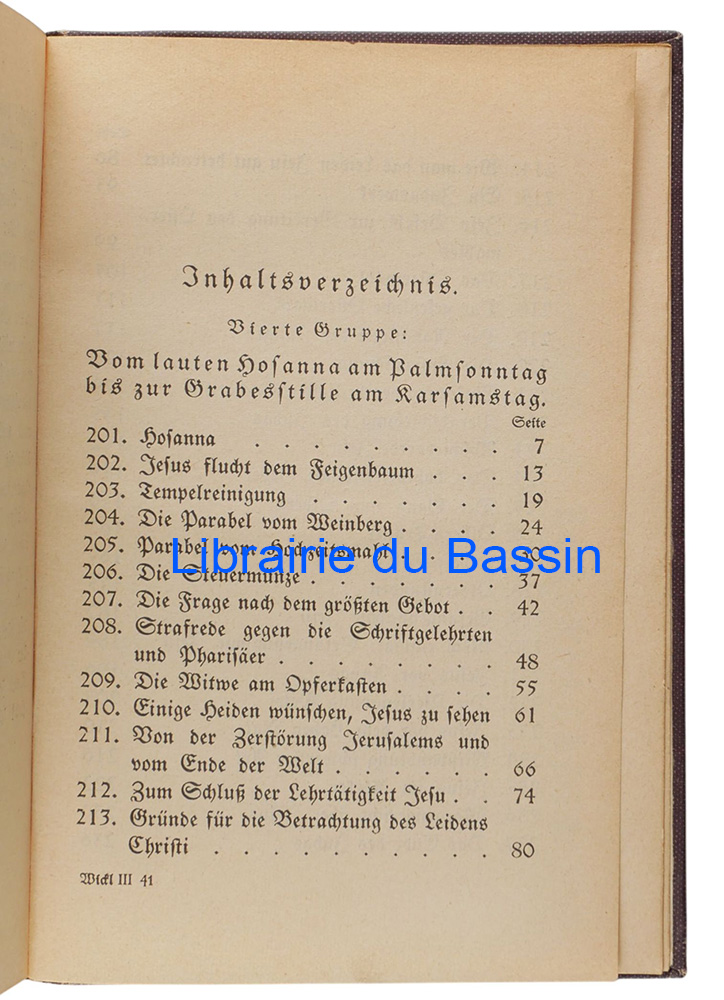 Inhaltsverzeichnis.
Vierte Gruppe:
Vom lauten Hosanna am Palmsonntag
bis zur Grabesstille am Karsamstag.
Seite
201. Hosanna . . . . . . . . 7
202. Jesus flucht dem Feigenbaum . . . 13
203. Tempelreinigung . . . . . . 19
204. Die Parabel vom Weinberg . . . . 24
205. Parabel vom Hochzeitsmahl . . . . 30
Librairie du Bassin
206. Die Steuermünze . . . . . . 37
207. Die Frage nach dem größten Gebot . . 42
208. Strafrede gegen die Schriftgelehrten
und Pharisäer . . . . . . . 48
209. Die Witwe am Opferkasten . . . . 55
210. Einige Heiden wünschen, Jesus zu sehen 61
211. Von der Zerstörung Jerusalems und
vom Ende der Welt . . . . . 66
212. Zum Schluß der Lehrtätigkeit Jesu . . 74
213. Gründe für die Betrachtung des Leidens
Christi . . . . . . . . 80
Wickl III 41